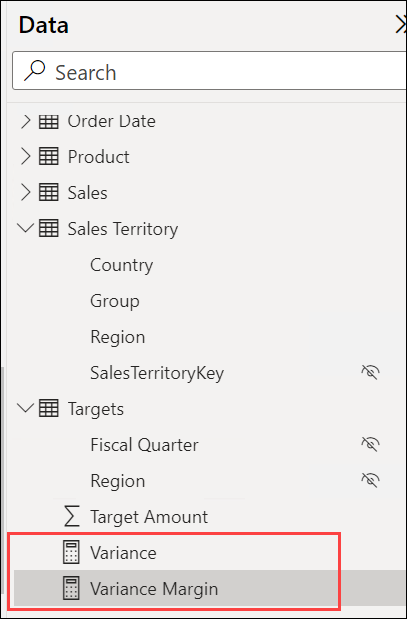 Data
Search
Order Date
Product
Sales
Sales Territory
Country
Group
Region
SalesTerritoryKey
Targets
Fiscal Quarter
Region
Target Amount
Variance
Variance Margin